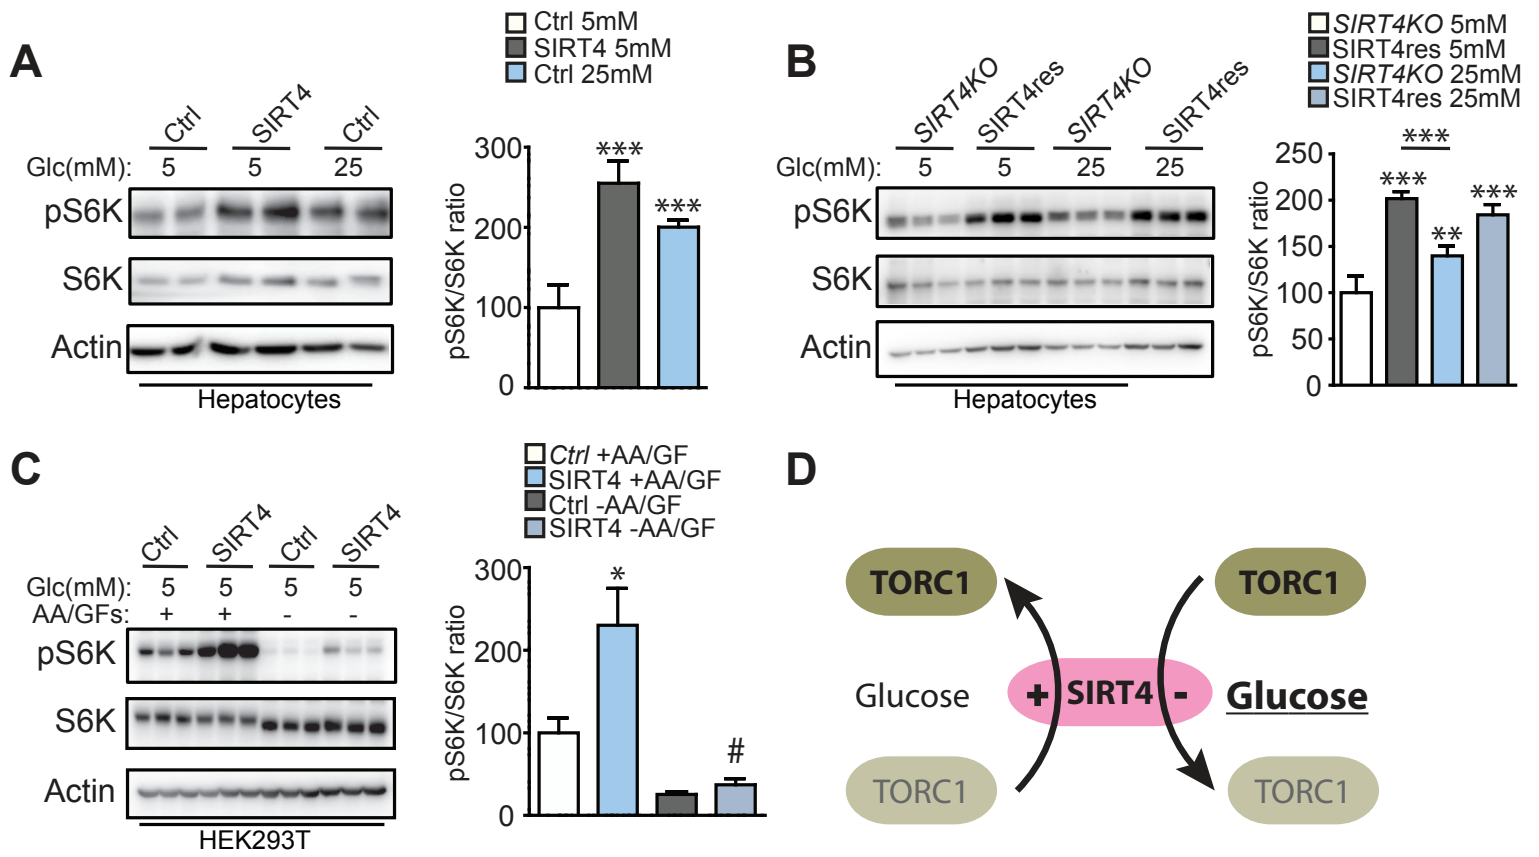 A
Ctrl 5mM
SIRT4 5mM
Ctrl 25mM
Ctrl SIRT4 Ctrl
Glc(mM): 5 5 25
pS6K
S6K
Actin
Hepatocytes
pS6K/S6K ratio
300
200
100
0
***
***
B
SIRT4KO 5mM
SIRT4res 5mM
SIRT4KO 25mM
SIRT4res 25mM
SIRT4KO SIRT4res SIRT4KO SIRT4res
Glc(mM): 5 5 25 25
pS6K
S6K
Actin
Hepatocytes
pS6K/S6K ratio
250
200
150
100
50
0
***
***
**
***
C
Ctrl +AA/GF
SIRT4 +AA/GF
Ctrl -AA/GF
SIRT4 -AA/GF
Ctrl SIRT4 Ctrl SIRT4
Glc(mM): 5 5 5 5
AA/GFs: + + - -
pS6K
S6K
Actin
HEK293T
pS6K/S6K ratio
300
200
100
0
*
#
D
TORC1 TORC1
Glucose + SIRT4 - Glucose
TORC1 TORC1